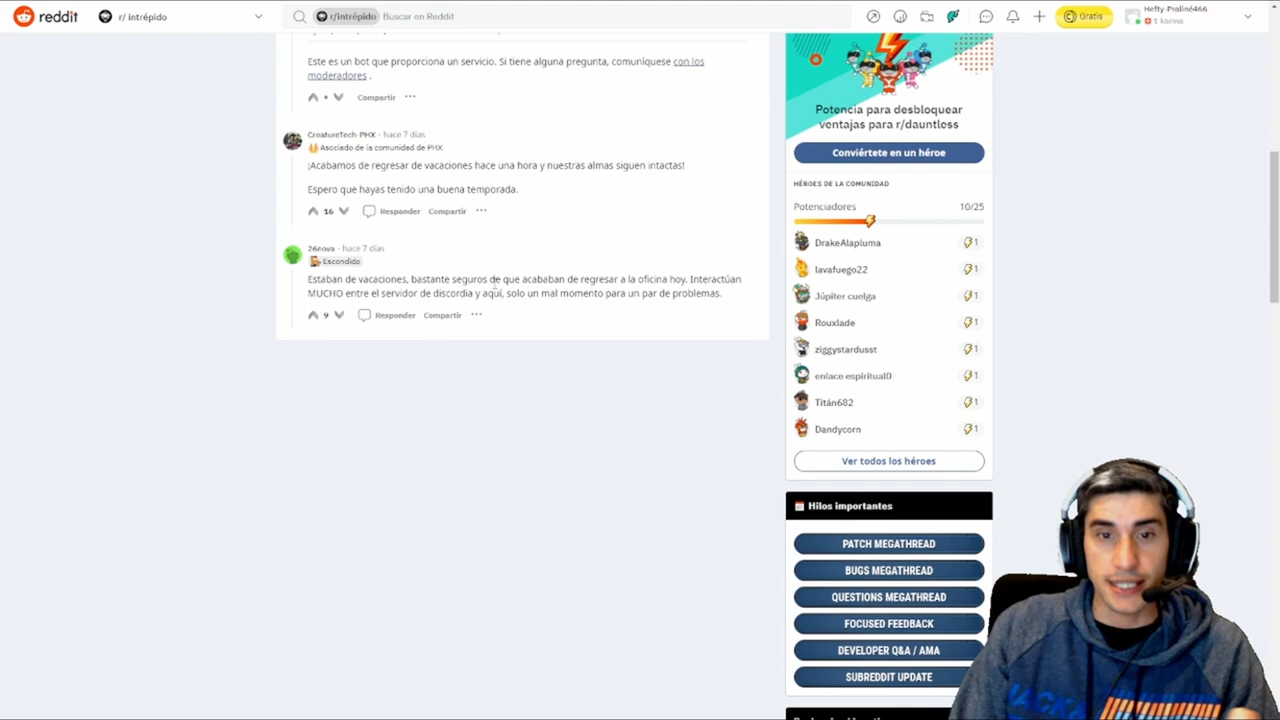 reddit
r/ intrépido
r/intrépido
Buscar en Reddit
Gratis
Hefty-Praline466
1 karma
Este es un bot que proporciona un servicio. Si tiene alguna pregunta, comuníquese con los
moderadores .
Compartir
CreatureTech-PHX · hace 7 días
Asociado de la comunidad de PHX
¡Acabamos de regresar de vacaciones hace una hora y nuestras almas siguen intactas!
Espero que hayas tenido una buena temporada.
16 Responder Compartir
26nova · hace 7 días
Escondido
Estaban de vacaciones, bastante seguros de que acababan de regresar a la oficina hoy. Interactúan
MUCHO entre el servidor de discordia y aquí, solo un mal momento para un par de problemas.
9 Responder Compartir
Potencia para desbloquear
ventajas para r/dauntless
Conviértete en un héroe
HÉROES DE LA COMUNIDAD
Potenciadores 10/25
DrakeAlapluma 1
lavafuego22 1
Júpiter cuelga 1
Rouxlade 1
ziggystardusst 1
enlace espiritual0 1
Titán682 1
Dandycorn 1
Ver todos los héroes
Hilos importantes
PATCH MEGATHREAD
BUGS MEGATHREAD
QUESTIONS MEGATHREAD
FOCUSED FEEDBACK
DEVELOPER Q&A / AMA
SUBREDDIT UPDATE